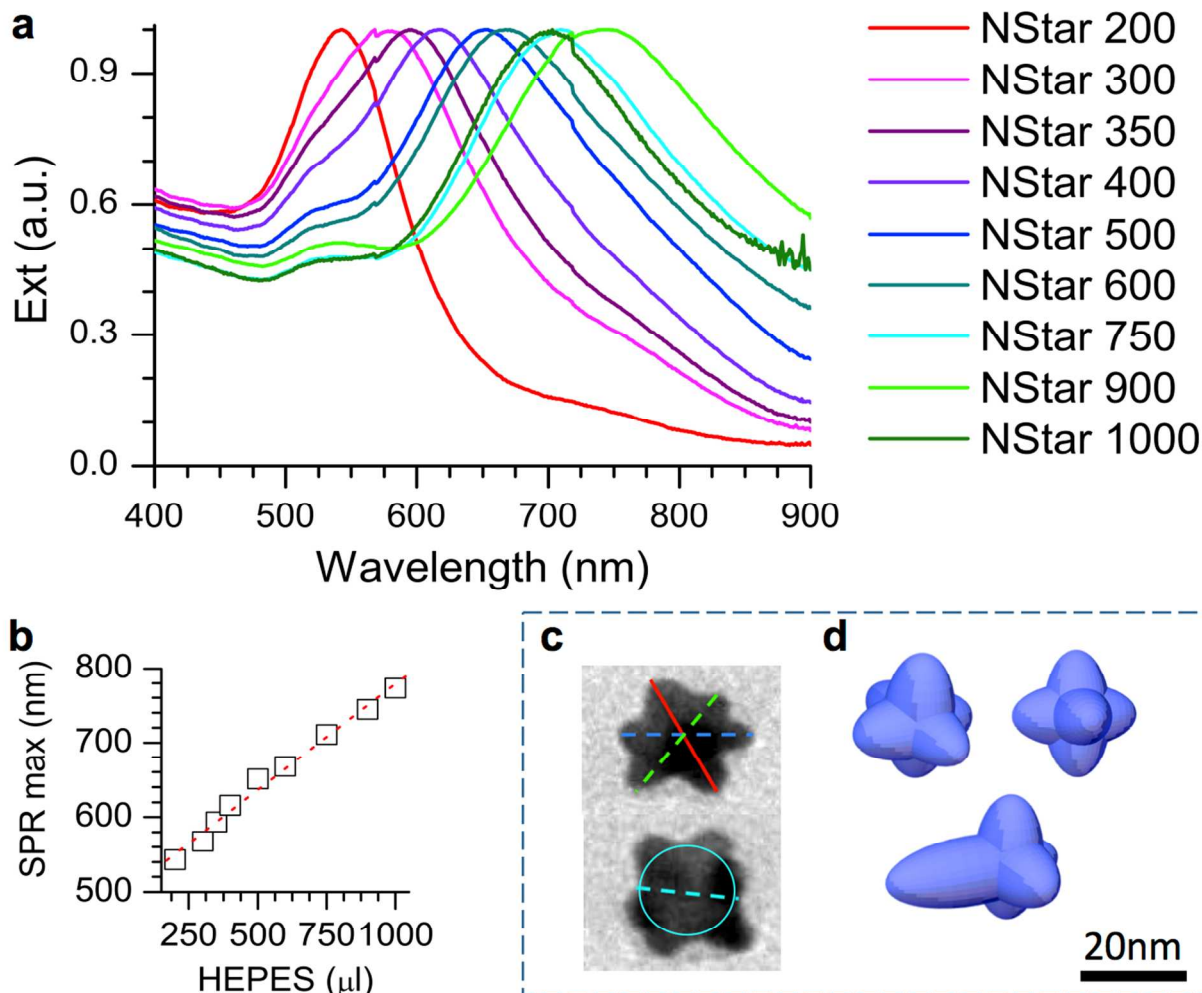 a
Ext (a.u.)
0.9
0.6
0.3
0.0
400 500 600 700 800 900
Wavelength (nm)
NStar 200
NStar 300
NStar 350
NStar 400
NStar 500
NStar 600
NStar 750
NStar 900
NStar 1000
b
SPR max (nm)
800
700
600
500
250 500 750 1000
HEPES (μl)
c
d
20nm